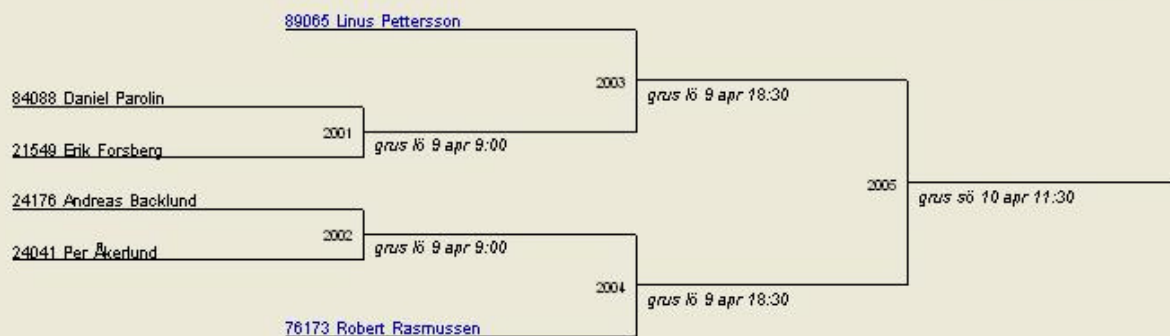 89065 Linus Pettersson
2003
grus lö 9 apr 18:30
84088 Daniel Parolin
2001
grus lö 9 apr 9:00
21549 Erik Forsberg
2005
grus sö 10 apr 11:30
24176 Andreas Backlund
2002
grus lö 9 apr 9:00
24041 Per Åkerlund
2004
grus lö 9 apr 18:30
76173 Robert Rasmussen